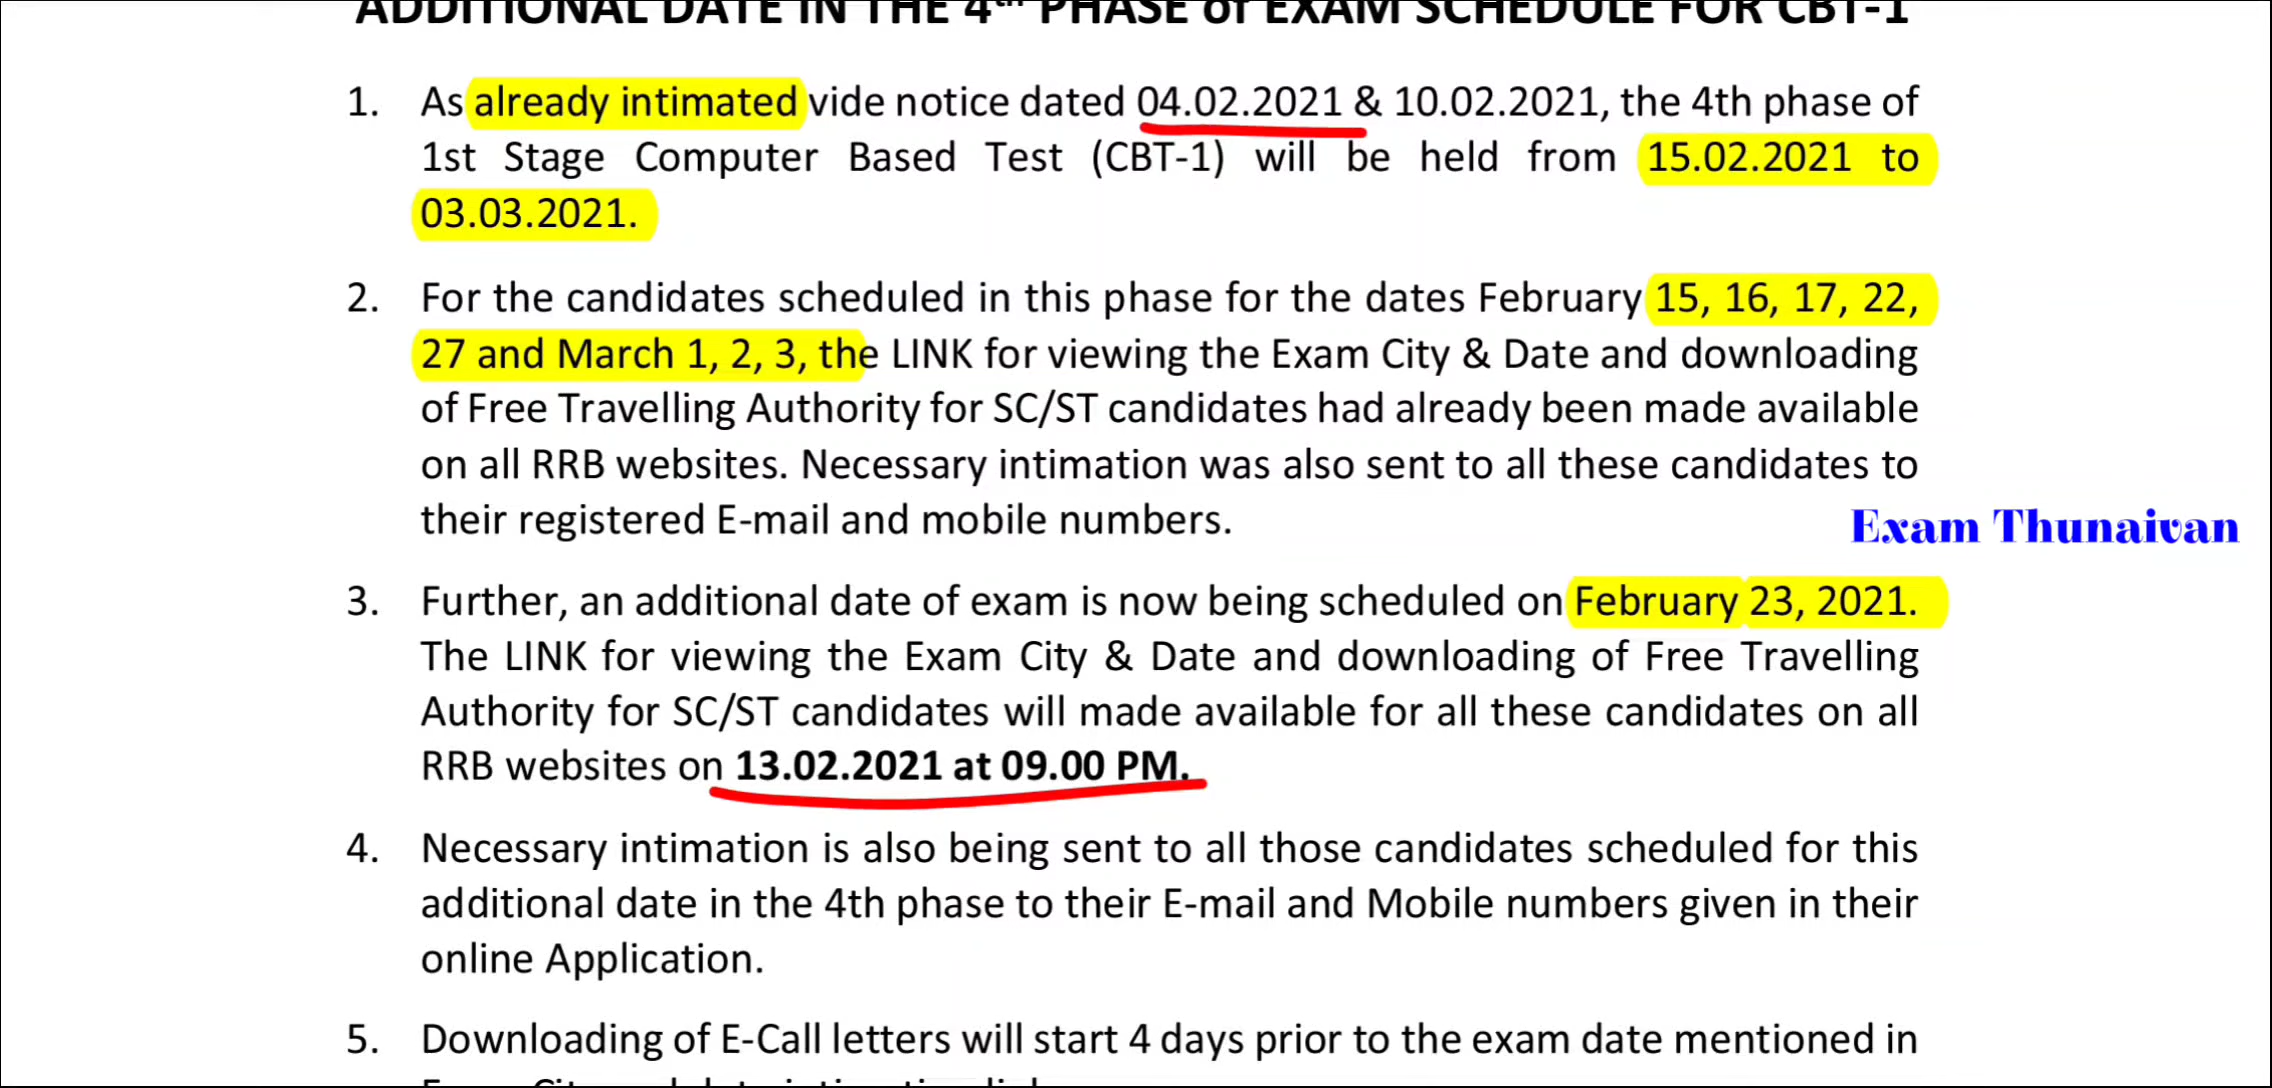 ADDITIONAL DATE IN THE 4th PHASE of EXAM SCHEDULE FOR CBT-1
1. As already intimated vide notice dated 04.02.2021 & 10.02.2021, the 4th phase of
1st Stage Computer Based Test (CBT-1) will be held from 15.02.2021 to
03.03.2021.
2. For the candidates scheduled in this phase for the dates February 15, 16, 17, 22,
27 and March 1, 2, 3, the LINK for viewing the Exam City & Date and downloading
of Free Travelling Authority for SC/ST candidates had already been made available
on all RRB websites. Necessary intimation was also sent to all these candidates to
their registered E-mail and mobile numbers.
Exam Thunaivan
3. Further, an additional date of exam is now being scheduled on February 23, 2021.
The LINK for viewing the Exam City & Date and downloading of Free Travelling
Authority for SC/ST candidates will made available for all these candidates on all
RRB websites on 13.02.2021 at 09.00 PM.
4. Necessary intimation is also being sent to all those candidates scheduled for this
additional date in the 4th phase to their E-mail and Mobile numbers given in their
online Application.
5. Downloading of E-Call letters will start 4 days prior to the exam date mentioned in